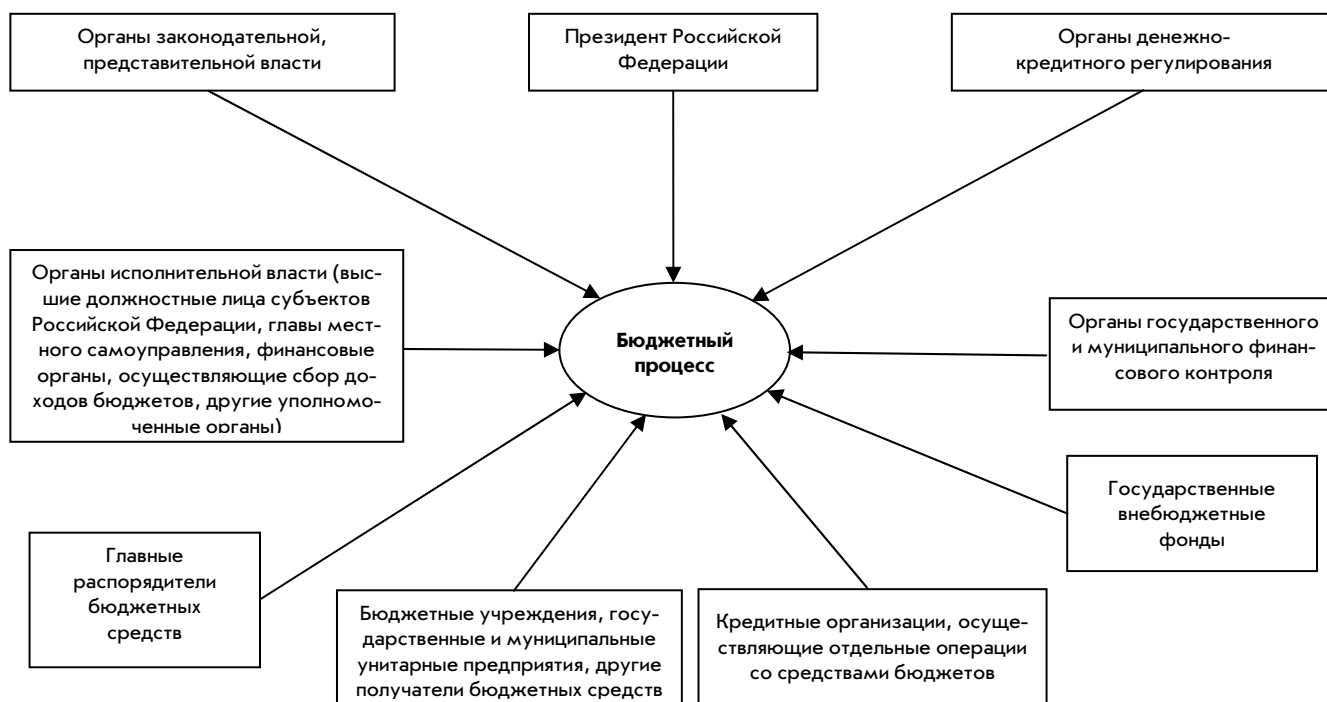 Органы законодательной,
представительной власти
Президент Российской
Федерации
Органы денежно-
кредитного регулирования
Органы исполнительной власти (выс-
шие должностные лица субъектов
Российской Федерации, главы мест-
ного самоуправления, финансовые
органы, осуществляющие сбор до-
ходов бюджетов, другие уполномо-
ченные органы)
Бюджетный
процесс
Органы государственного
и муниципального финан-
сового контроля
Государственные
внебюджетные
фонды
Главные
распорядители
бюджетных
средств
Бюджетные учреждения, госу-
дарственные и муниципальные
унитарные предприятия, другие
получатели бюджетных средств
Кредитные организации, осуще-
ствляющие отдельные операции
со средствами бюджетов